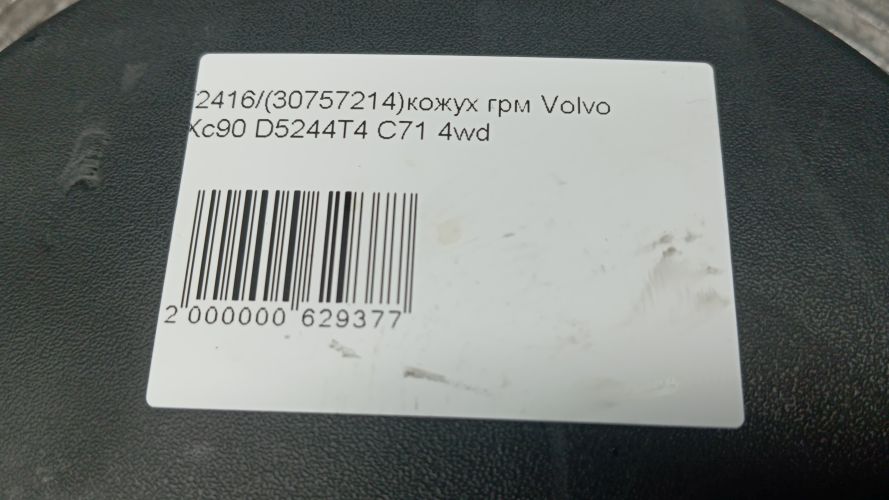 2416/(30757214)кожух грм Volvo
Xc90 D5244T4 C71 4wd
2 000000 629377